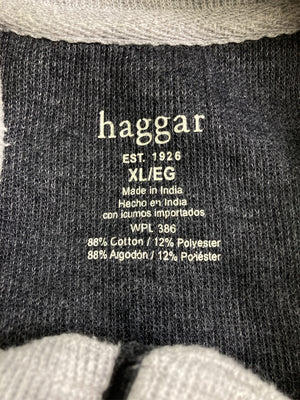 haggar
EST. 1926
XL/EG
Made in India
Hecho en India
con icumos importados
WPL 386
88% Cotton / 12% Polyester
88% Algodón / 12% Poliéster